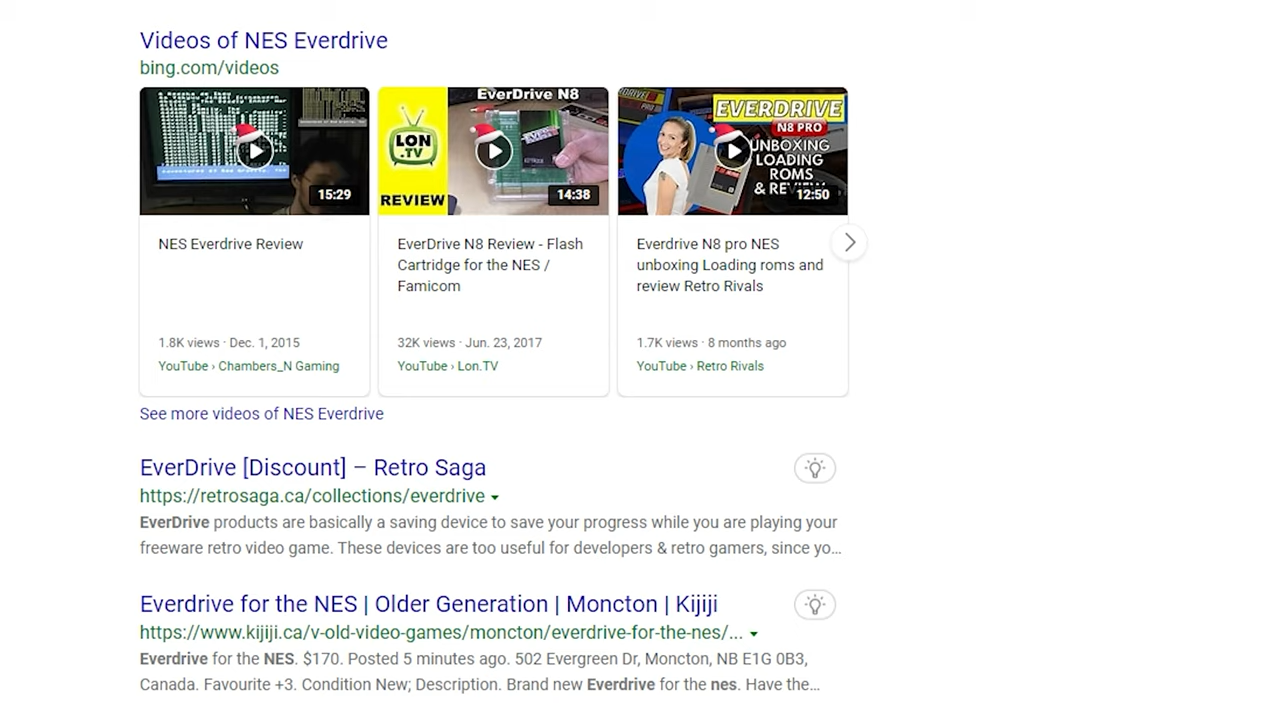 Videos of NES Everdrive
bing.com/videos
15:29
EverDrive N8
LON
.TV
REVIEW
14:38
EVERDRIVE
N8 PRO
UNBOXING
LOADING
ROMS
& REVIEW
12:50
NES Everdrive Review
1.8K views · Dec. 1, 2015
YouTube › Chambers_N Gaming
EverDrive N8 Review - Flash
Cartridge for the NES /
Famicom
32K views · Jun. 23, 2017
YouTube › Lon.TV
Everdrive N8 pro NES
unboxing Loading roms and
review Retro Rivals
1.7K views · 8 months ago
YouTube › Retro Rivals
See more videos of NES Everdrive
EverDrive [Discount] – Retro Saga
https://retrosaga.ca/collections/everdrive
EverDrive products are basically a saving device to save your progress while you are playing your
freeware retro video game. These devices are too useful for developers & retro gamers, since yo...
Everdrive for the NES | Older Generation | Moncton | Kijiji
https://www.kijiji.ca/v-old-video-games/moncton/everdrive-for-the-nes/...
Everdrive for the NES. $170. Posted 5 minutes ago. 502 Evergreen Dr, Moncton, NB E1G 0B3,
Canada. Favourite +3. Condition New; Description. Brand new Everdrive for the nes. Have the...